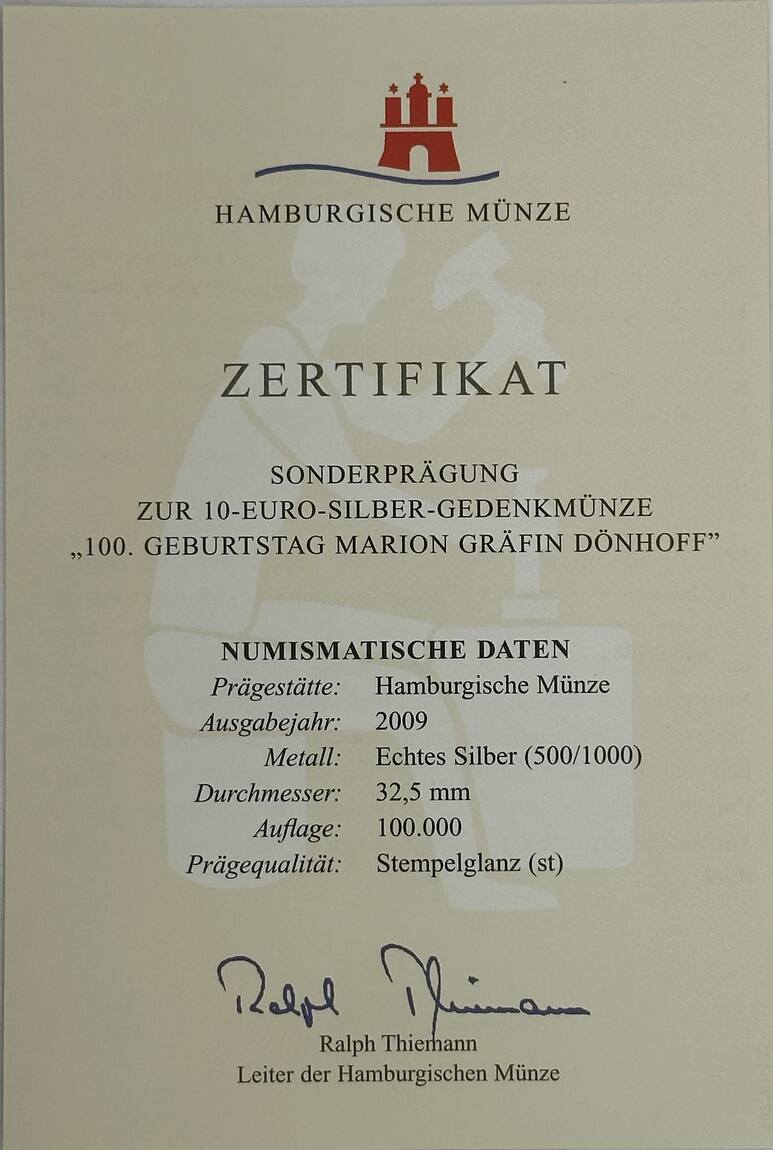 HAMBURGISCHE MÜNZE
ZERTIFIKAT
SONDERPRÄGUNG
ZUR 10-EURO-SILBER-GEDENKMÜNZE
„100. GEBURTSTAG MARION GRÄFIN DÖNHOFF”
NUMISMATISCHE DATEN
Prägestätte: Hamburgische Münze
Ausgabejahr: 2009
Metall: Echtes Silber (500/1000)
Durchmesser: 32,5 mm
Auflage: 100.000
Prägequalität: Stempelglanz (st)
Ralph Thiemann
Ralph Thiemann
Leiter der Hamburgischen Münze